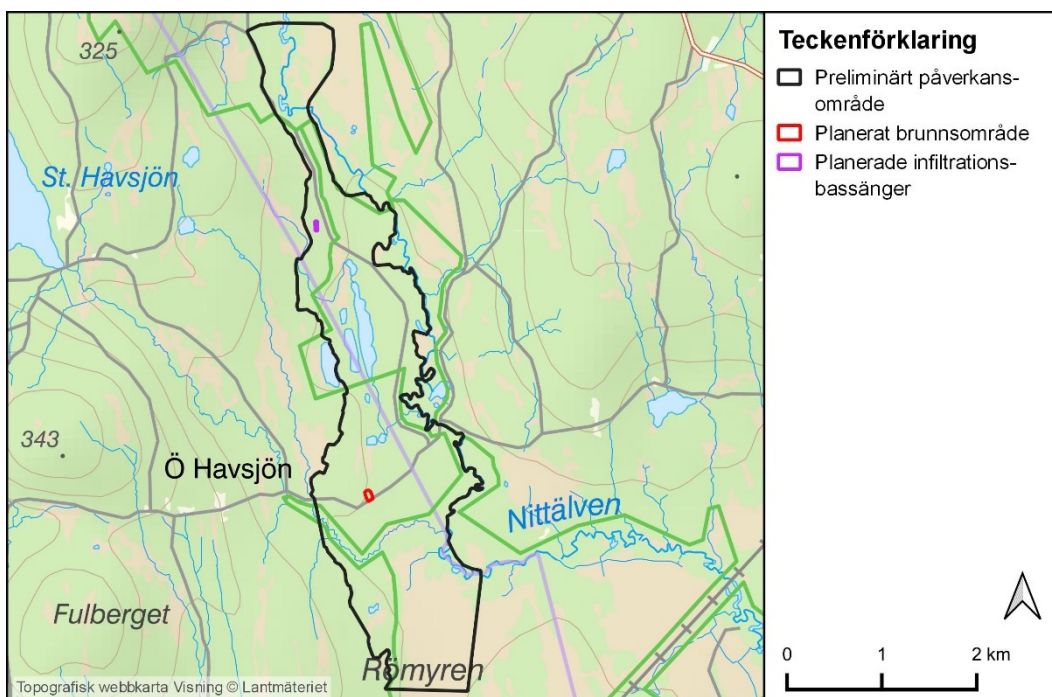 325
St. Havsjön
343
Ö Havsjön
Nittälven
Fulberget
Römyren
Topografisk webbkarta Visning © Lantmäteriet
Teckenförklaring
Preliminärt påverkans-
område
Planerat brunnsområde
Planerade infiltrations-
bassänger
0 1 2 km